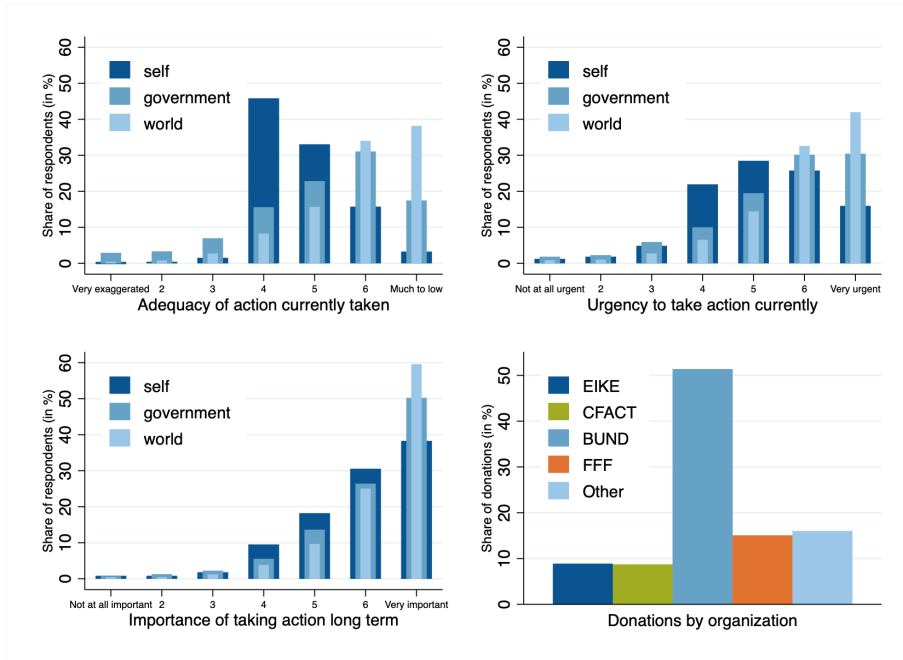 Share of respondents (in %)
60
50
40
30
20
10
0
self
government
world
Very exaggerated 2 3 4 5 6 Much to low
Adequacy of action currently taken
Share of respondents (in %)
60
50
40
30
20
10
0
self
government
world
Not at all urgent 2 3 4 5 6 Very urgent
Urgency to take action currently
Share of respondents (in %)
60
50
40
30
20
10
0
self
government
world
Not at all important 2 3 4 5 6 Very important
Importance of taking action long term
Share of donations (in %)
50
40
30
20
10
0
EIKE
CFACT
BUND
FFF
Other
Donations by organization